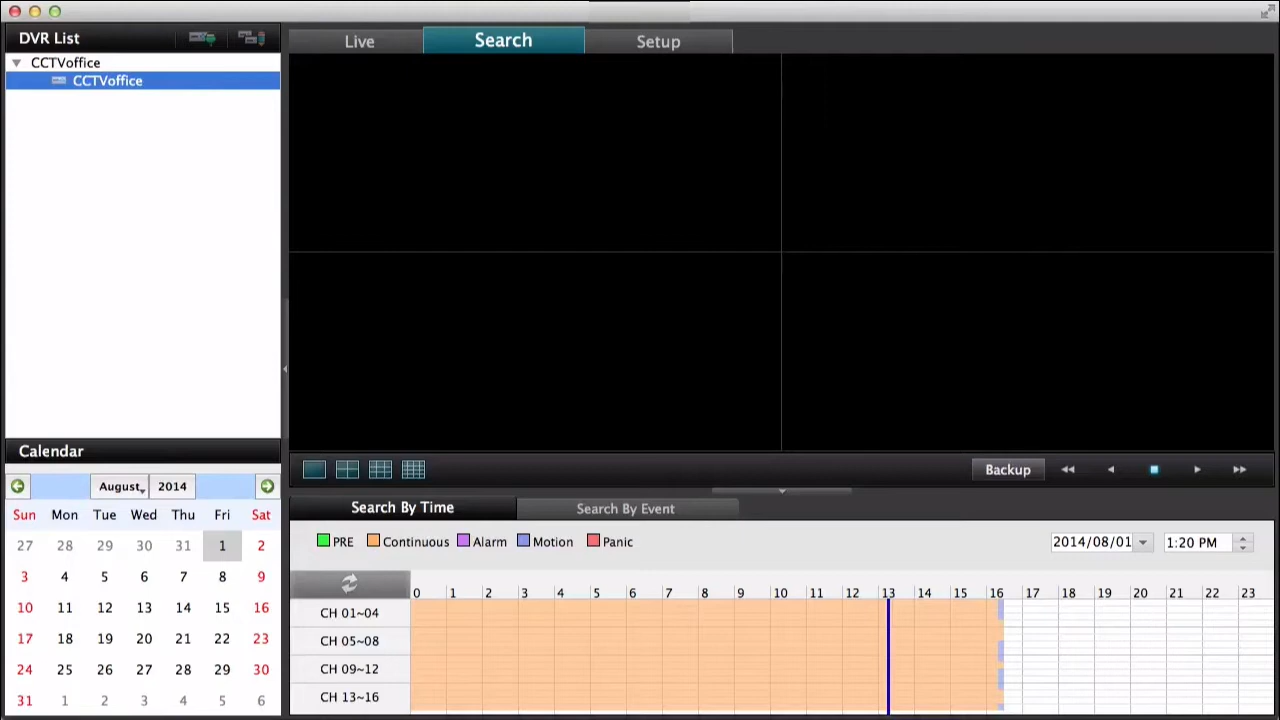 DVR List
Live Search Setup
CCTVoffice
CCTVoffice
Calendar
August 2014
Sun Mon Tue Wed Thu Fri Sat
27 28 29 30 31 1 2
3 4 5 6 7 8 9
10 11 12 13 14 15 16
17 18 19 20 21 22 23
24 25 26 27 28 29 30
31 1 2 3 4 5 6
Backup
Search By Time Search By Event
PRE Continuous Alarm Motion Panic 2014/08/01 1:20 PM
0 1 2 3 4 5 6 7 8 9 10 11 12 13 14 15 16 17 18 19 20 21 22 23
CH 01~04
CH 05~08
CH 09~12
CH 13~16